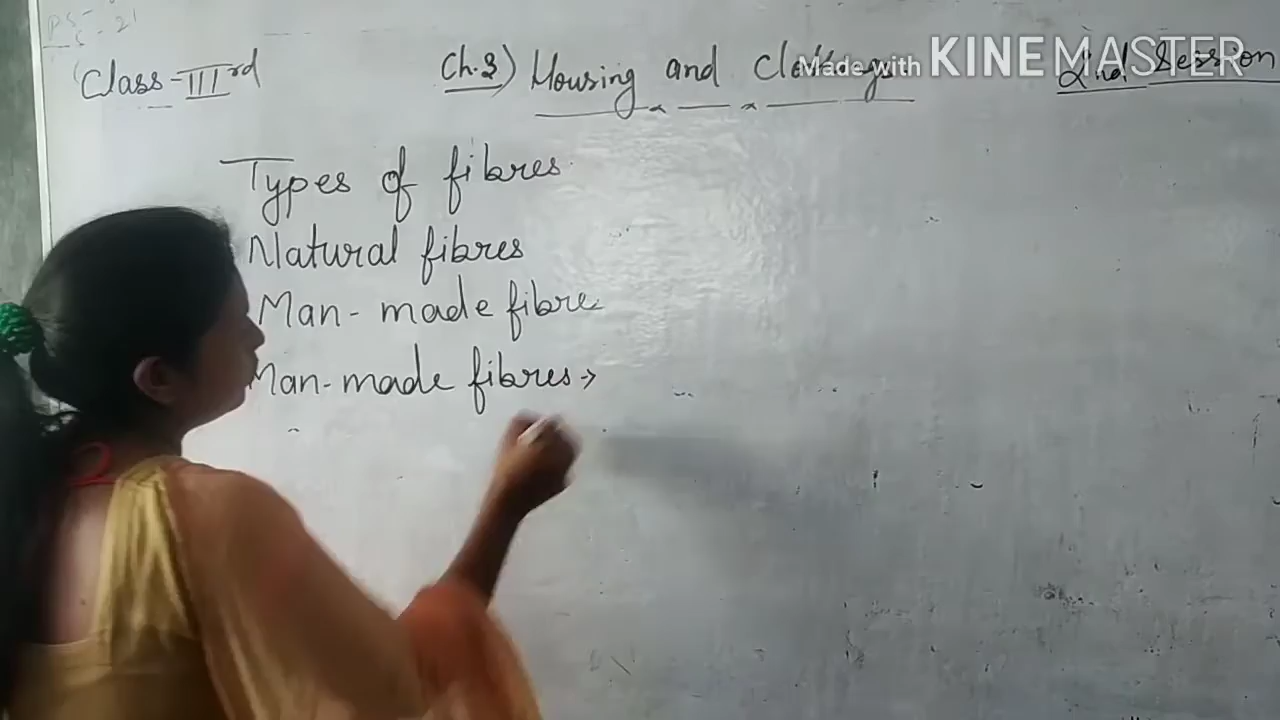 Class-IIIrd Ch.3) Housing and Clothings 2nd Session
Made with KINEMASTER
Types of fibres
Natural fibres
Man-made fibre
Man-made fibres→